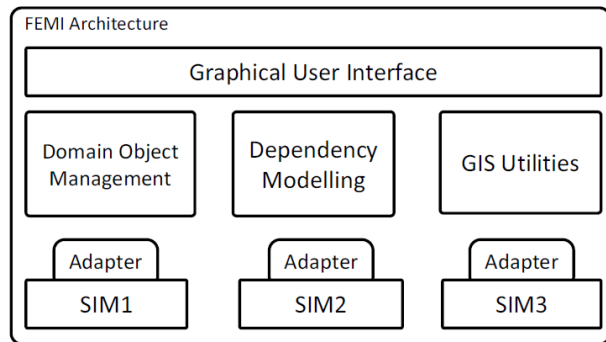 FEMI Architecture
Graphical User Interface
Domain Object
Management
Dependency
Modelling
GIS Utilities
Adapter
Adapter
Adapter
SIM1
SIM2
SIM3